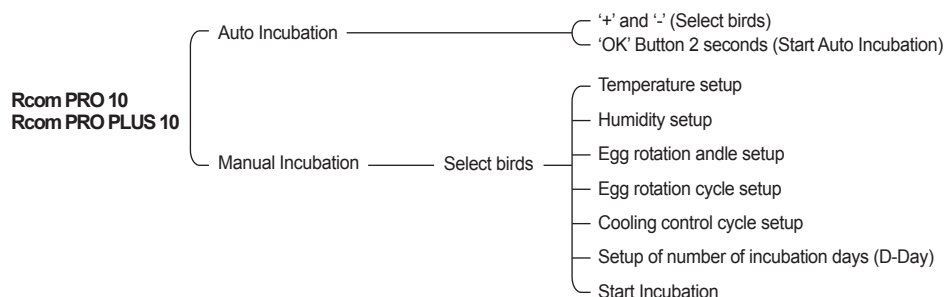 Rcom PRO 10
Rcom PRO PLUS 10
Auto Incubation
‘+’ and ‘-’ (Select birds)
‘OK’ Button 2 seconds (Start Auto Incubation)
Manual Incubation
Select birds
Temperature setup
Humidity setup
Egg rotation andle setup
Egg rotation cycle setup
Cooling control cycle setup
Setup of number of incubation days (D-Day)
Start Incubation